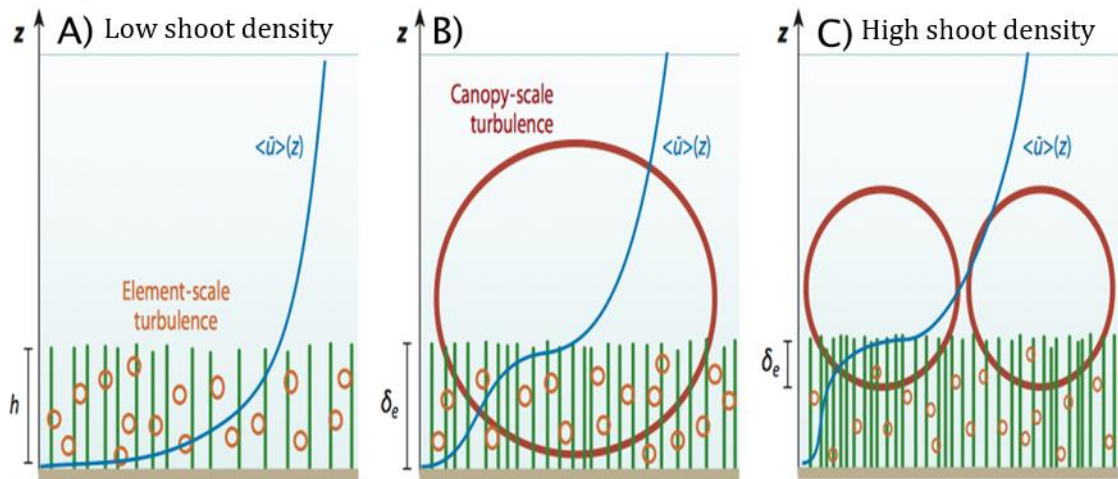 z A) Low shoot density
<ū>(z)
Element-scale
turbulence
h
z B)
Canopy-scale
turbulence
<ū>(z)
δe
z C) High shoot density
<ū>(z)
δe